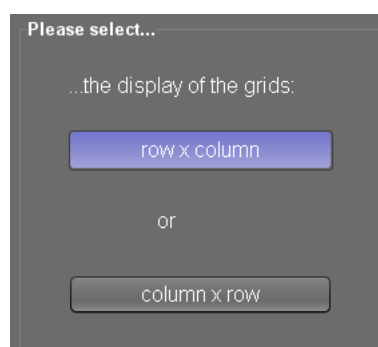 Please select...
...the display of the grids:
row x column
or
column x row